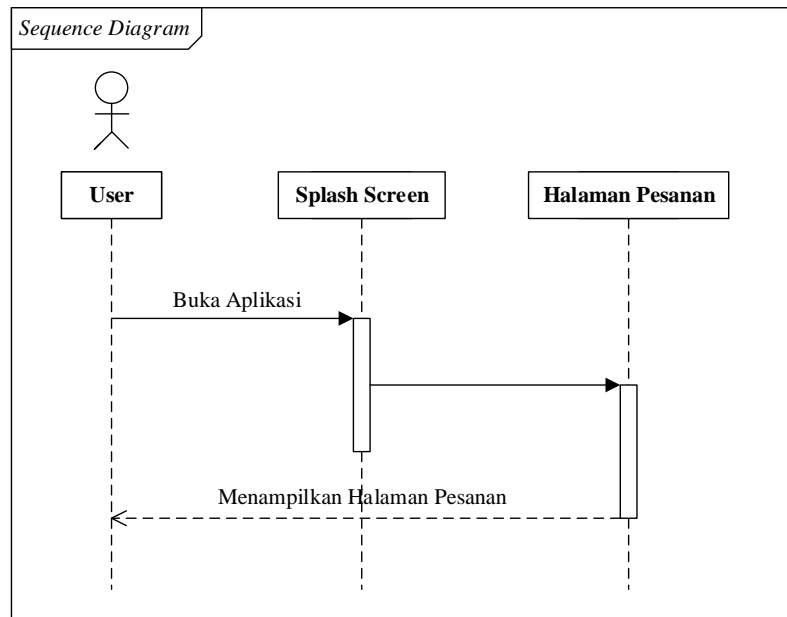 Sequence Diagram
User
Splash Screen
Halaman Pesanan
Buka Aplikasi
Menampilkan Halaman Pesanan